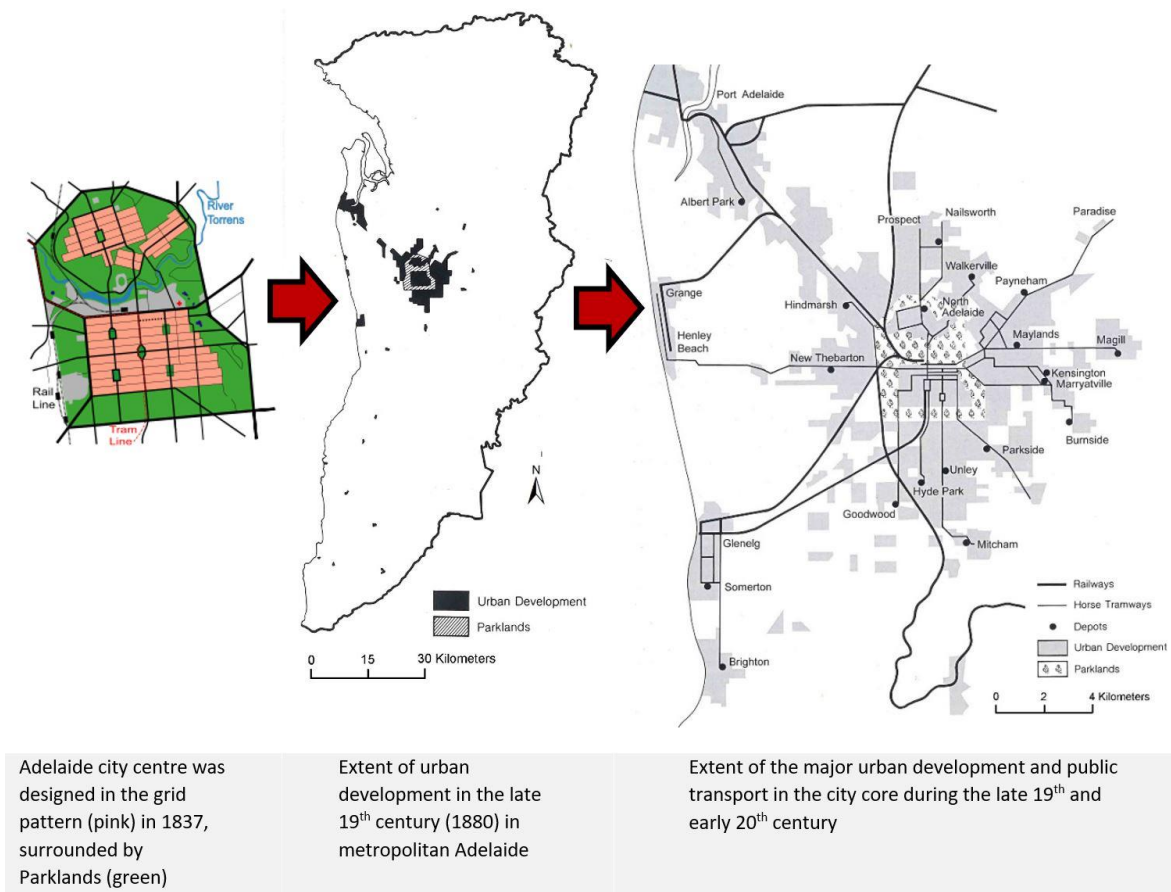 River
Torrens
Rail
Line
Tram
Line
N
Urban Development
Parklands
0 15 30 Kilometers
Port Adelaide
Albert Park
Prospect
Nailsworth
Paradise
Walkerville
Payneham
Grange
Hindmarsh
North
Adelaide
Henley
Beach
Maylands
Magill
New Thebarton
Kensington
Marryatville
Burnside
Parkside
Unley
Hyde Park
Goodwood
Glenelg
Mitcham
Somerton
Brighton
Railways
Horse Tramways
Depots
Urban Development
Parklands
0 2 4 Kilometers
Adelaide city centre was
designed in the grid
pattern (pink) in 1837,
surrounded by
Parklands (green)
Extent of urban
development in the late
19th century (1880) in
metropolitan Adelaide
Extent of the major urban development and public
transport in the city core during the late 19th and
early 20th century